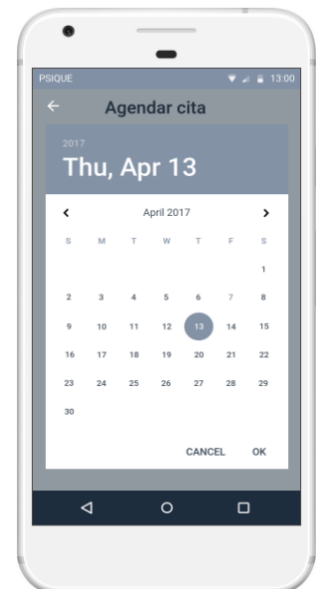 PSIQUE 13:00
Agendar cita
2017
Thu, Apr 13
April 2017
S M T W T F S
1
2 3 4 5 6 7 8
9 10 11 12 13 14 15
16 17 18 19 20 21 22
23 24 25 26 27 28 29
30
CANCEL OK